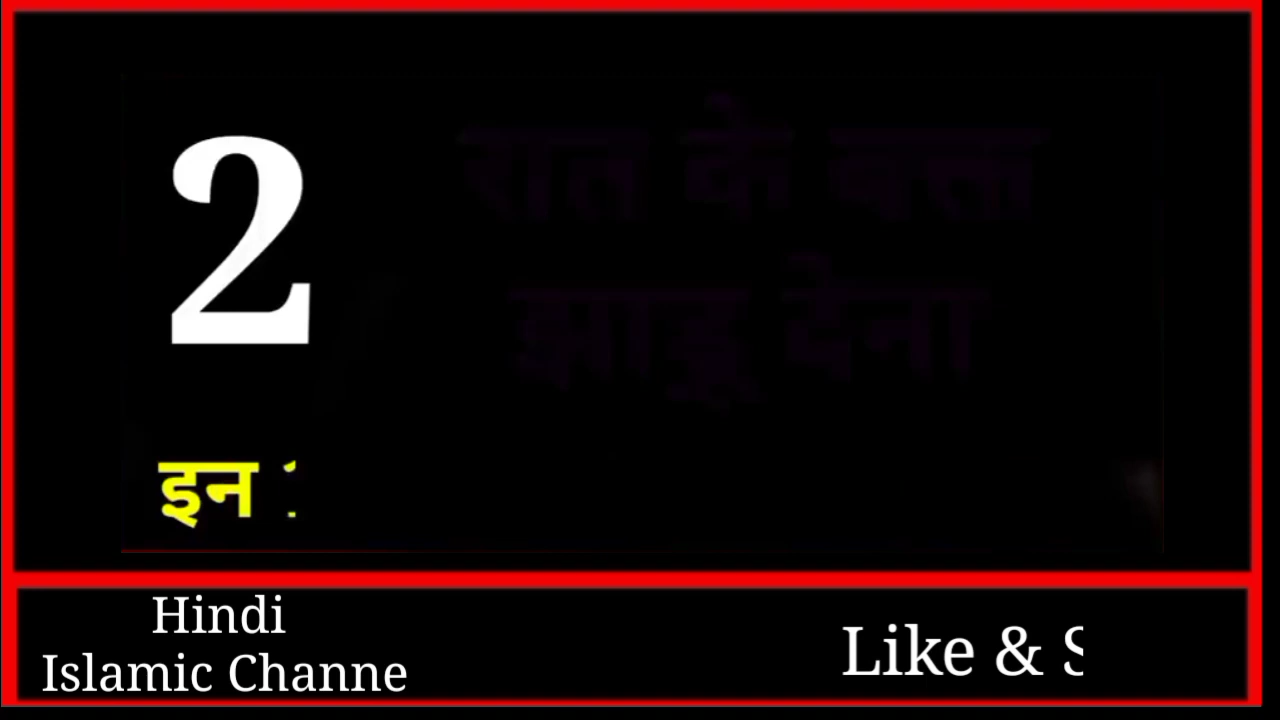 2
रात के वक्त
झाड़ू देना
इन
Hindi
Islamic Channe
Like & S